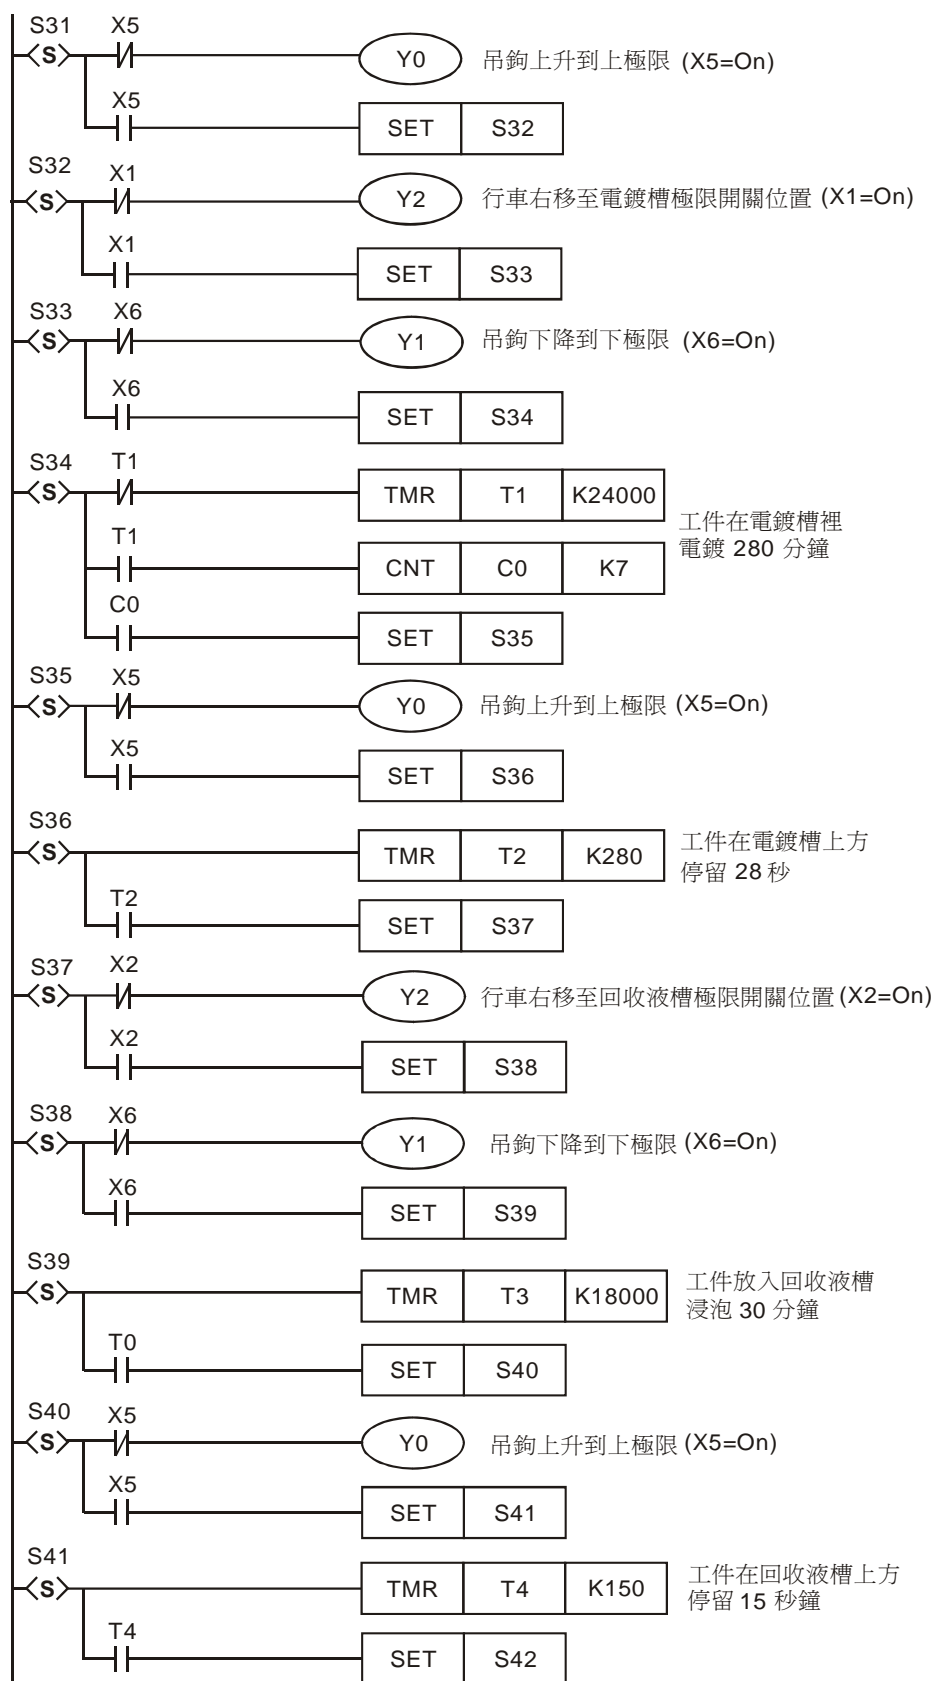 S31 X5
S Y0 吊鉤上升到上極限 (X5=On)
X5
SET S32
S32 X1
S Y2 行車右移至電鍍槽極限開關位置 (X1=On)
X1
SET S33
S33 X6
S Y1 吊鉤下降到下極限 (X6=On)
X6
SET S34
S34 T1
S TMR T1 K24000
工件在電鍍槽裡
電鍍 280 分鐘
T1
CNT C0 K7
C0
SET S35
S35 X5
S Y0 吊鉤上升到上極限 (X5=On)
X5
SET S36
S36
S TMR T2 K280
工件在電鍍槽上方
停留 28 秒
T2
SET S37
S37 X2
S Y2 行車右移至回收液槽極限開關位置 (X2=On)
X2
SET S38
S38 X6
S Y1 吊鉤下降到下極限 (X6=On)
X6
SET S39
S39
S TMR T3 K18000
工件放入回收液槽
浸泡 30 分鐘
T0
SET S40
S40 X5
S Y0 吊鉤上升到上極限 (X5=On)
X5
SET S41
S41
S TMR T4 K150
工件在回收液槽上方
停留 15 秒鐘
T4
SET S42